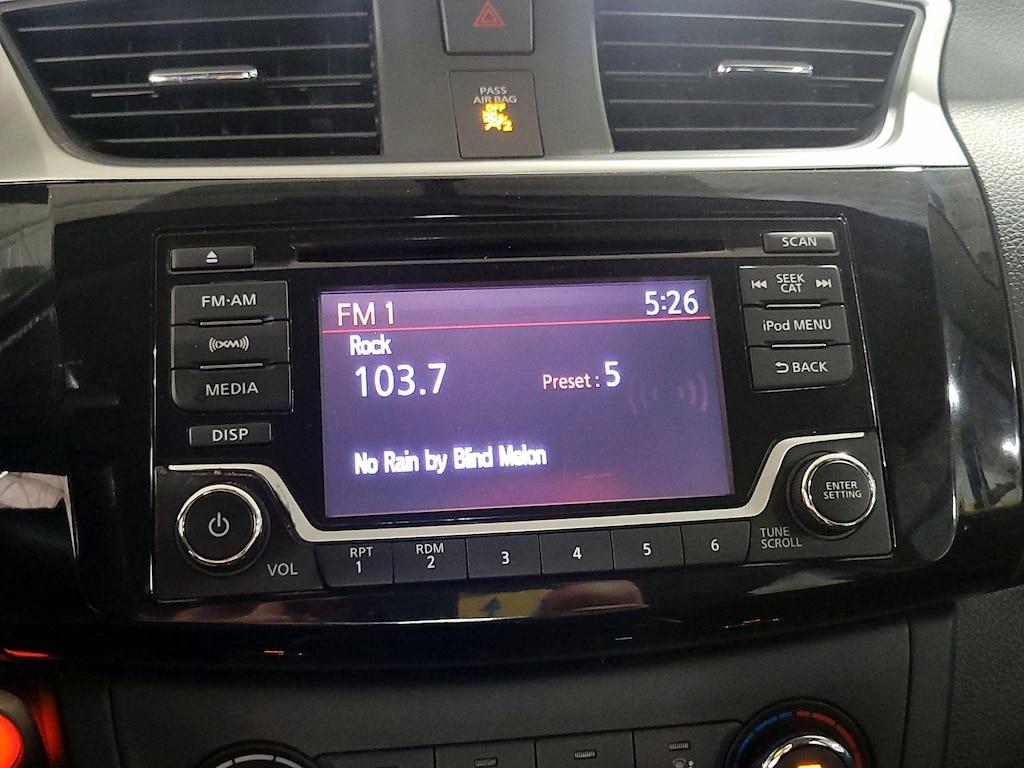 PASS
AIR BAG
OFF
2
SCAN
FM·AM
SEEK
CAT
XM
iPod MENU
MEDIA
BACK
DISP
FM 1 5:26
Rock
103.7 Preset : 5
No Rain by Blind Melon
ENTER
SETTING
TUNE
SCROLL
VOL
RPT
1
RDM
2
3
4
5
6